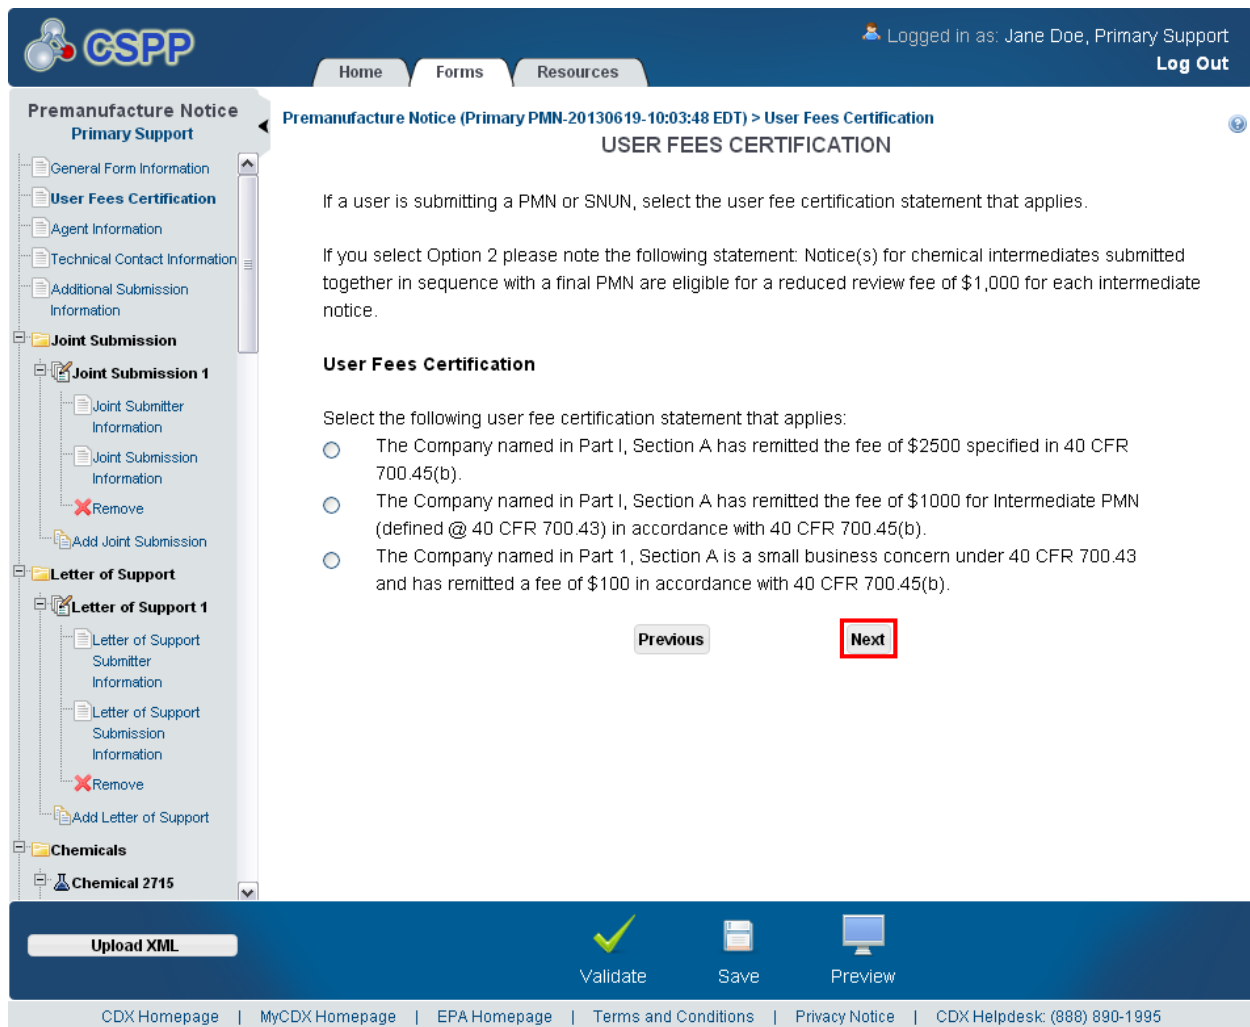 CSPP
Logged in as: Jane Doe, Primary Support
Log Out
Home Forms Resources
Premanufacture Notice
Primary Support
General Form Information
User Fees Certification
Agent Information
Technical Contact Information
Additional Submission
Information
Joint Submission
Joint Submission 1
Joint Submitter
Information
Joint Submission
Information
Remove
Add Joint Submission
Letter of Support
Letter of Support 1
Letter of Support
Submitter
Information
Letter of Support
Submission
Information
Remove
Add Letter of Support
Chemicals
Chemical 2715
Premanufacture Notice (Primary PMN-20130619-10:03:48 EDT) > User Fees Certification
USER FEES CERTIFICATION
If a user is submitting a PMN or SNUN, select the user fee certification statement that applies.
If you select Option 2 please note the following statement: Notice(s) for chemical intermediates submitted
together in sequence with a final PMN are eligible for a reduced review fee of $1,000 for each intermediate
notice.
User Fees Certification
Select the following user fee certification statement that applies:
The Company named in Part I, Section A has remitted the fee of $2500 specified in 40 CFR
700.45(b).
The Company named in Part I, Section A has remitted the fee of $1000 for Intermediate PMN
(defined @ 40 CFR 700.43) in accordance with 40 CFR 700.45(b).
The Company named in Part 1, Section A is a small business concern under 40 CFR 700.43
and has remitted a fee of $100 in accordance with 40 CFR 700.45(b).
Previous Next
Upload XML
Validate Save Preview
CDX Homepage | MyCDX Homepage | EPA Homepage | Terms and Conditions | Privacy Notice | CDX Helpdesk: (888) 890-1995